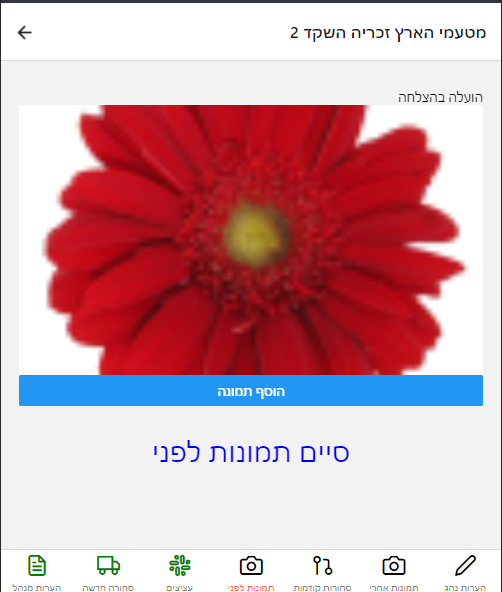 מטעמי הארץ זכריה השקד 2
הועלה בהצלחה
הוסף תמונה
סיים תמונות לפני
הערות נהג
תמונות אחרי
סחורות קודמות
תמונות לפני
עציצים
סחורה חדשה
הערות מנהל